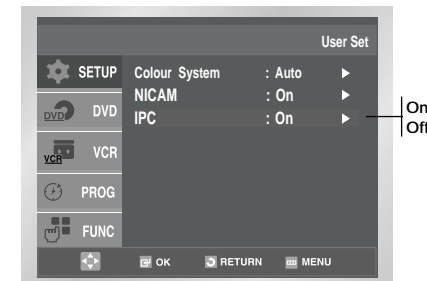 User Set
SETUP
Colour System : Auto
NICAM : On
IPC : On
On
Off
DVD DVD
VCR VCR
PROG
FUNC
OK RETURN MENU